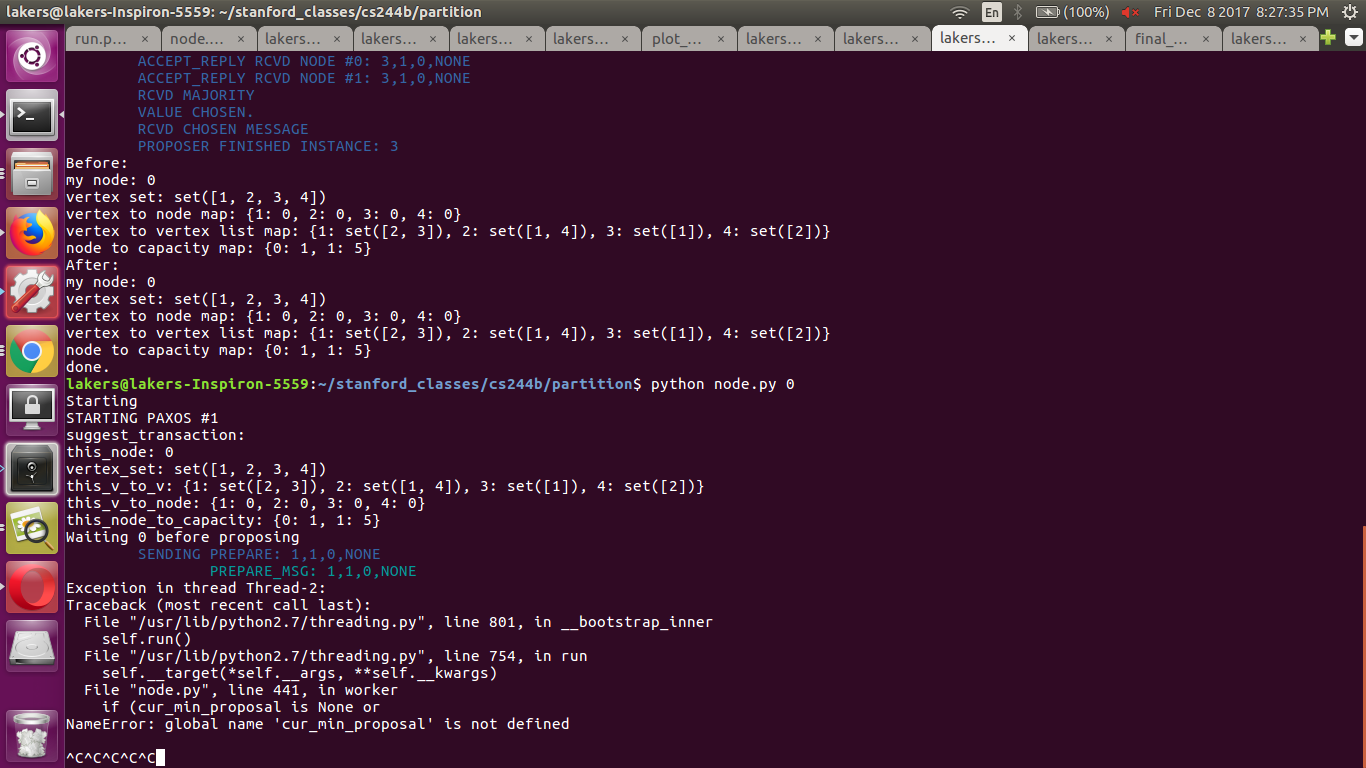 lakers@lakers-Inspiron-5559: ~/stanford_classes/cs244b/partition En (100%) Fri Dec 8 2017 8:27:35 PM
run.p... × node.... × lakers... × lakers... × lakers... × lakers... × plot_... × lakers... × lakers... × lakers... × lakers... × final_... × lakers... ×
ACCEPT_REPLY RCVD NODE #0: 3,1,0,NONE
ACCEPT_REPLY RCVD NODE #1: 3,1,0,NONE
RCVD MAJORITY
VALUE CHOSEN.
RCVD CHOSEN MESSAGE
PROPOSER FINISHED INSTANCE: 3
Before:
my node: 0
vertex set: set([1, 2, 3, 4])
vertex to node map: {1: 0, 2: 0, 3: 0, 4: 0}
vertex to vertex list map: {1: set([2, 3]), 2: set([1, 4]), 3: set([1]), 4: set([2])}
node to capacity map: {0: 1, 1: 5}
After:
my node: 0
vertex set: set([1, 2, 3, 4])
vertex to node map: {1: 0, 2: 0, 3: 0, 4: 0}
vertex to vertex list map: {1: set([2, 3]), 2: set([1, 4]), 3: set([1]), 4: set([2])}
node to capacity map: {0: 1, 1: 5}
done.
lakers@lakers-Inspiron-5559:~/stanford_classes/cs244b/partition$ python node.py 0
Starting
STARTING PAXOS #1
suggest_transaction:
this_node: 0
vertex_set: set([1, 2, 3, 4])
this_v_to_v: {1: set([2, 3]), 2: set([1, 4]), 3: set([1]), 4: set([2])}
this_v_to_node: {1: 0, 2: 0, 3: 0, 4: 0}
this_node_to_capacity: {0: 1, 1: 5}
Waiting 0 before proposing
SENDING PREPARE: 1,1,0,NONE
PREPARE_MSG: 1,1,0,NONE
Exception in thread Thread-2:
Traceback (most recent call last):
File "/usr/lib/python2.7/threading.py", line 801, in __bootstrap_inner
self.run()
File "/usr/lib/python2.7/threading.py", line 754, in run
self.__target(*self.__args, **self.__kwargs)
File "node.py", line 441, in worker
if (cur_min_proposal is None or
NameError: global name 'cur_min_proposal' is not defined
^C^C^C^C^C